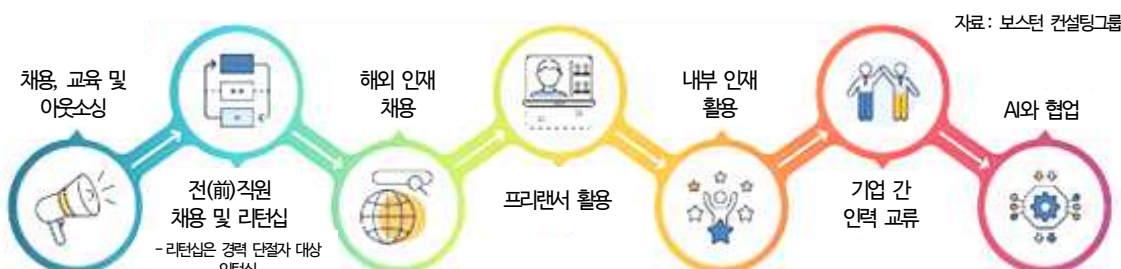 자료: 보스턴 컨설팅그룹
채용, 교육 및
아웃소싱
전(前)직원
채용 및 리턴십
-리턴십은 경력 단절자 대상
해외 인재
채용
프리랜서 활용
내부 인재
활용
기업 간
인력 교류
AI와 협업